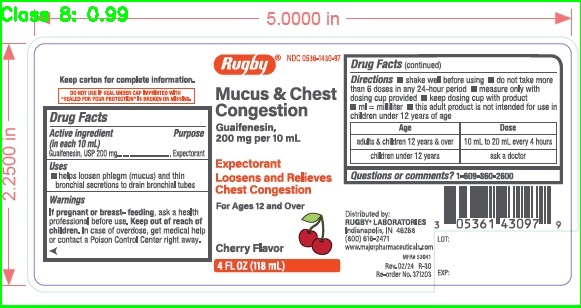 Class 8: 0.99
5.0000 in
2.2500 in
Keep carton for complete information.
DO NOT USE IF SEAL UNDER CAP IMPRINTED WITH
"SEALED FOR YOUR PROTECTION" IS BROKEN OR MISSING.
Drug Facts
Active ingredient Purpose
(in each 10 mL)
Guaifenesin, USP 200 mg Expectorant
Uses
■ helps loosen phlegm (mucus) and thin
bronchial secretions to drain bronchial tubes
Warnings
If pregnant or breast-feeding, ask a health
professional before use. Keep out of reach of
children. In case of overdose, get medical help
or contact a Poison Control Center right away.
Rugby® NDC 0536-1430-97
Mucus & Chest
Congestion
Guaifenesin,
200 mg per 10 mL
Expectorant
Loosens and Relieves
Chest Congestion
For Ages 12 and Over
Cherry Flavor
4 FL OZ (118 mL)
Drug Facts (continued)
Directions ■ shake well before using ■ do not take more
than 6 doses in any 24-hour period ■ measure only with
dosing cup provided ■ keep dosing cup with product
■ ml = milliliter ■ this adult product is not intended for use in
children under 12 years of age
Age Dose
adults & children 12 years & over 10 mL to 20 mL every 4 hours
children under 12 years ask a doctor
Questions or comments? 1-609-860-2600
Distributed by:
RUGBY® LABORATORIES
Indianapolis, IN 46268
(800) 616-2471
www.majorpharmaceuticals.com
M/F# 53041
Rev. 02/24 R-30
Re-order No. 371203
3 05361 43097 9
LOT:
EXP: